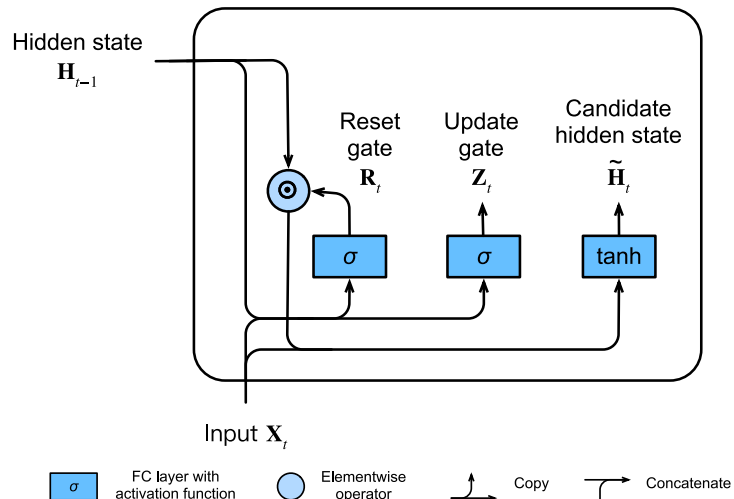 Hidden state
H_{t−1}
Reset
gate
R_t
Update
gate
Z_t
Candidate
hidden state
H̃_t
σ
σ
tanh
Input X_t
σ
FC layer with
activation function
Elementwise
operator
Copy
Concatenate